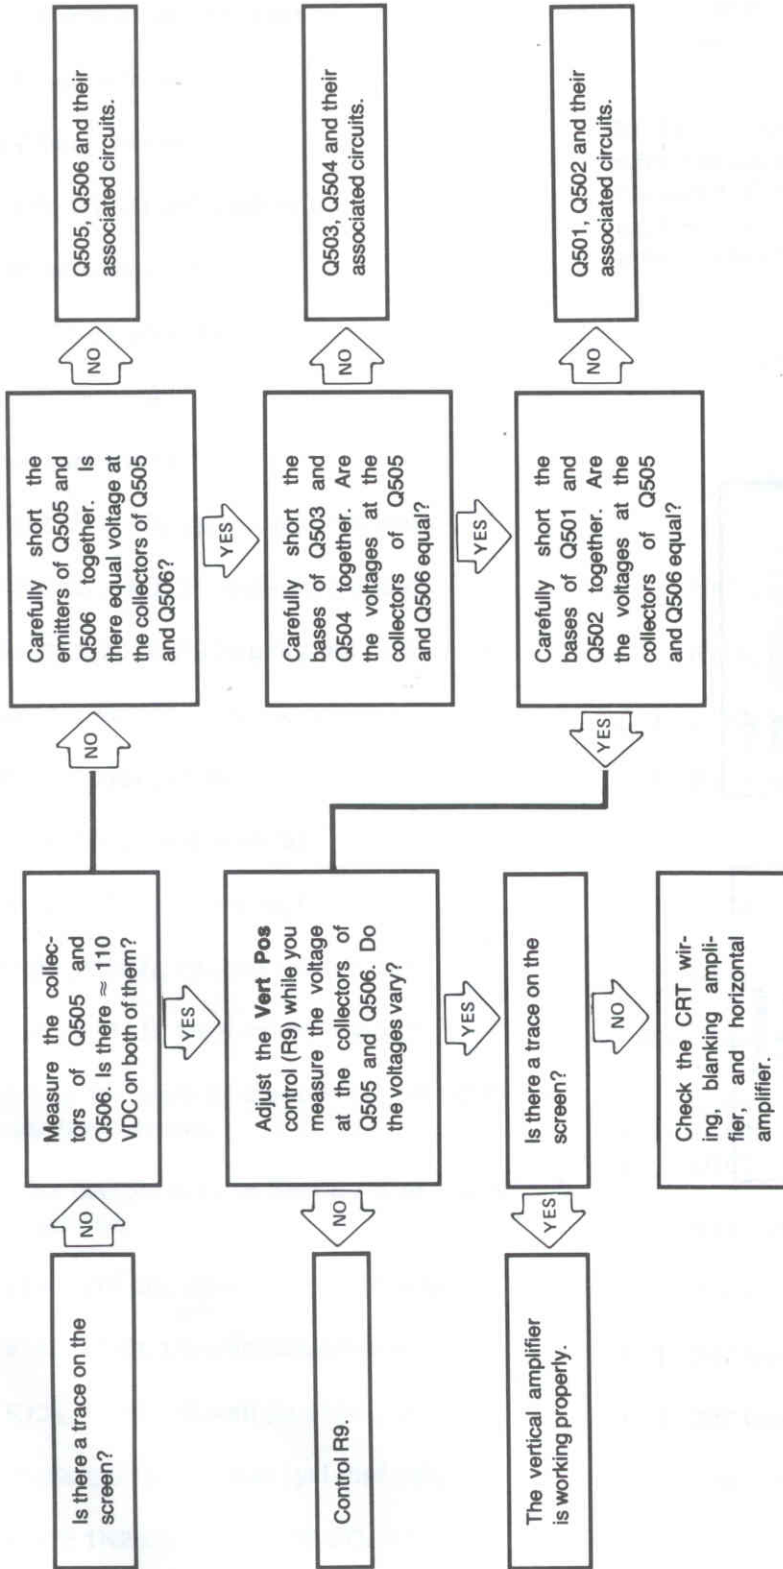 Is there a trace on the
screen?
NO
Measure the collec-
tors of Q505 and
Q506. Is there ≈ 110
VDC on both of them?
NO
Carefully short the
emitters of Q505 and
Q506 together. Is
there equal voltage at
the collectors of Q505
and Q506?
NO
Q505, Q506 and their
associated circuits.
YES
YES
Control R9.
NO
Adjust the Vert Pos
control (R9) while you
measure the voltage
at the collectors of
Q505 and Q506. Do
the voltages vary?
Carefully short the
bases of Q503 and
Q504 together. Are
the voltages at the
collectors of Q505
and Q506 equal?
NO
Q503, Q504 and their
associated circuits.
YES
YES
The vertical amplifier
is working properly.
YES
Is there a trace on the
screen?
YES
Carefully short the
bases of Q501 and
Q502 together. Are
the voltages at the
collectors of Q505
and Q506 equal?
NO
Q501, Q502 and their
associated circuits.
NO
Check the CRT wir-
ing, blanking ampli-
fier, and horizontal
amplifier.